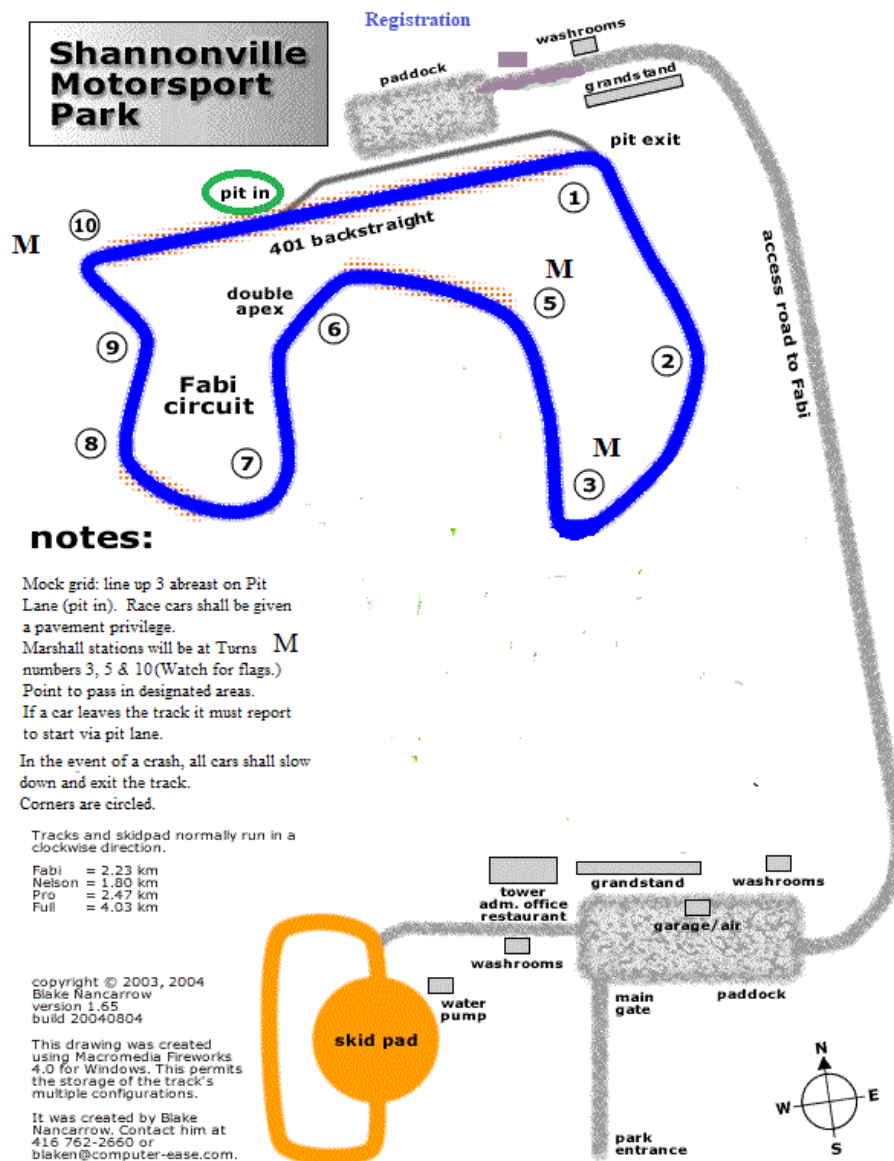 Registration
Shannonville
Motorsport
Park
washrooms
paddock
grandstand
pit exit
pit in
10
M
401 backstraight
1
M
5
double
apex
6
access road to Fabi
2
9
Fabi
circuit
8
7
M
3
notes:
Mock grid: line up 3 abreast on Pit
Lane (pit in). Race cars shall be given
a pavement privilege.
Marshall stations will be at Turns M
numbers 3, 5 & 10(Watch for flags.)
Point to pass in designated areas.
If a car leaves the track it must report
to start via pit lane.
In the event of a crash, all cars shall slow
down and exit the track.
Corners are circled.
Tracks and skidpad normally run in a
clockwise direction.
Fabi = 2.23 km
Nelson = 1.80 km
Pro = 2.47 km
Full = 4.03 km
tower
adm. office
restaurant
grandstand
washrooms
garage/air
washrooms
water
pump
main
gate
paddock
skid pad
copyright © 2003, 2004
Blake Nancarrow
version 1.65
build 20040804
This drawing was created
using Macromedia Fireworks
4.0 for Windows. This permits
the storage of the track's
multiple configurations.
It was created by Blake
Nancarrow. Contact him at
416 762-2660 or
blaken@computer-ease.com.
park
entrance
N
W
E
S